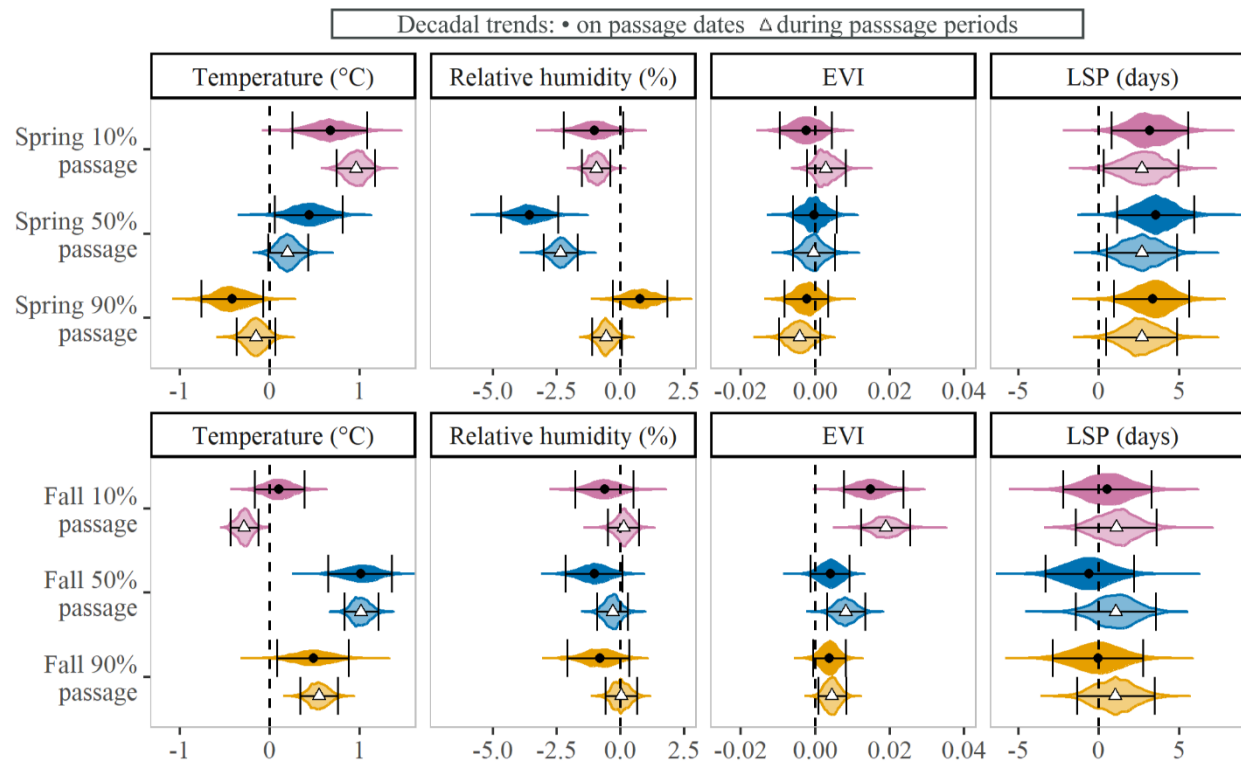 Decadal trends: • on passage dates △ during passsage periods
Temperature (°C) Relative humidity (%) EVI LSP (days)
Spring 10%
passage
Spring 50%
passage
Spring 90%
passage
-1 0 1 -5.0 -2.5 0.0 2.5 -0.02 0.00 0.02 0.04 -5 0 5
Temperature (°C) Relative humidity (%) EVI LSP (days)
Fall 10%
passage
Fall 50%
passage
Fall 90%
passage
-1 0 1 -5.0 -2.5 0.0 2.5 -0.02 0.00 0.02 0.04 -5 0 5